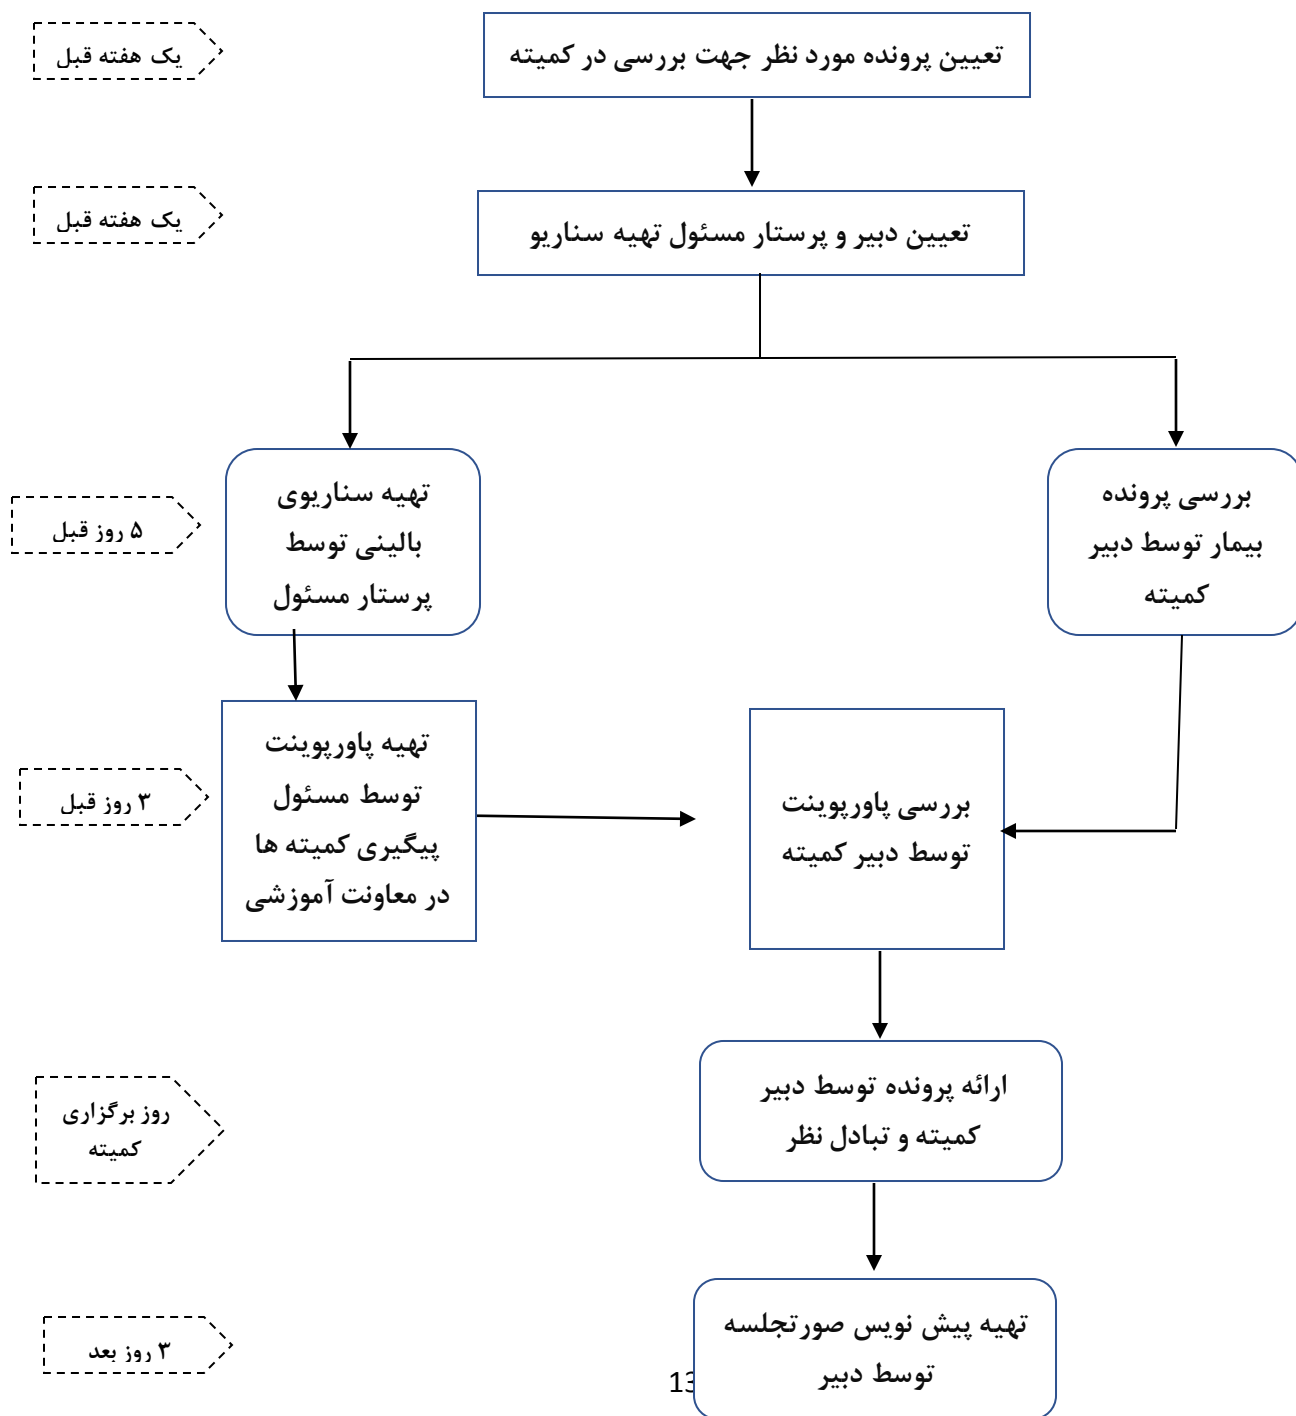 یک هفته قبل
تعیین پرونده مورد نظر جهت بررسی در کمیته
یک هفته قبل
تعیین دبیر و پرستار مسئول تهیه سناریو
۵ روز قبل
بررسی پرونده
بیمار توسط دبیر
کمیته
تهیه سناریوی
بالینی توسط
پرستار مسئول
۳ روز قبل
تهیه پاورپوینت
توسط مسئول
پیگیری کمیته ها
در معاونت آموزشی
بررسی پاورپوینت
توسط دبیر کمیته
روز برگزاری
کمیته
ارائه پرونده توسط دبیر
کمیته و تبادل نظر
۳ روز بعد
تهیه پیش نویس صورتجلسه
توسط دبیر
13